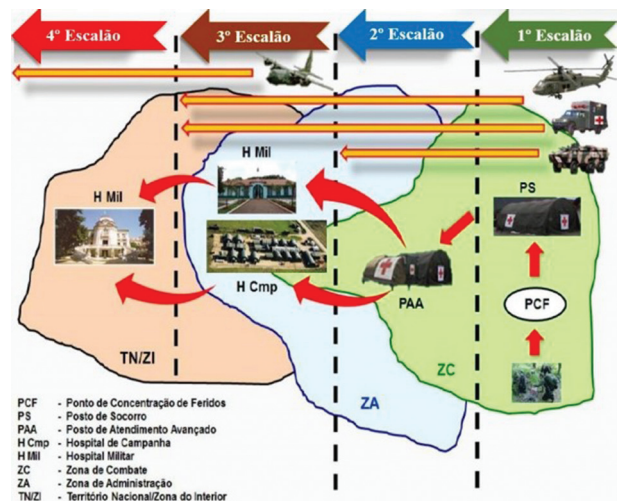 4º Escalão
3º Escalão
2º Escalão
1º Escalão
H Mil
H Mil
PS
H Cmp
PAA
PCF
TN/ZI
ZC
ZA
PCF - Ponto de Concentração de Feridos
PS - Posto de Socorro
PAA - Posto de Atendimento Avançado
H Cmp - Hospital de Campanha
H Mil - Hospital Militar
ZC - Zona de Combate
ZA - Zona de Administração
TN/ZI - Território Nacional/Zona do Interior